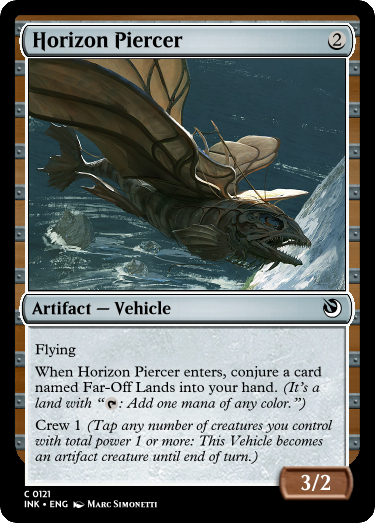 Horizon Piercer 2
Artifact — Vehicle
Flying
When Horizon Piercer enters, conjure a card
named Far-Off Lands into your hand. (It's a
land with “: Add one mana of any color.”)
Crew 1 (Tap any number of creatures you control
with total power 1 or more: This Vehicle becomes
an artifact creature until end of turn.)
3/2
C 0121
INK • ENG Marc Simonetti